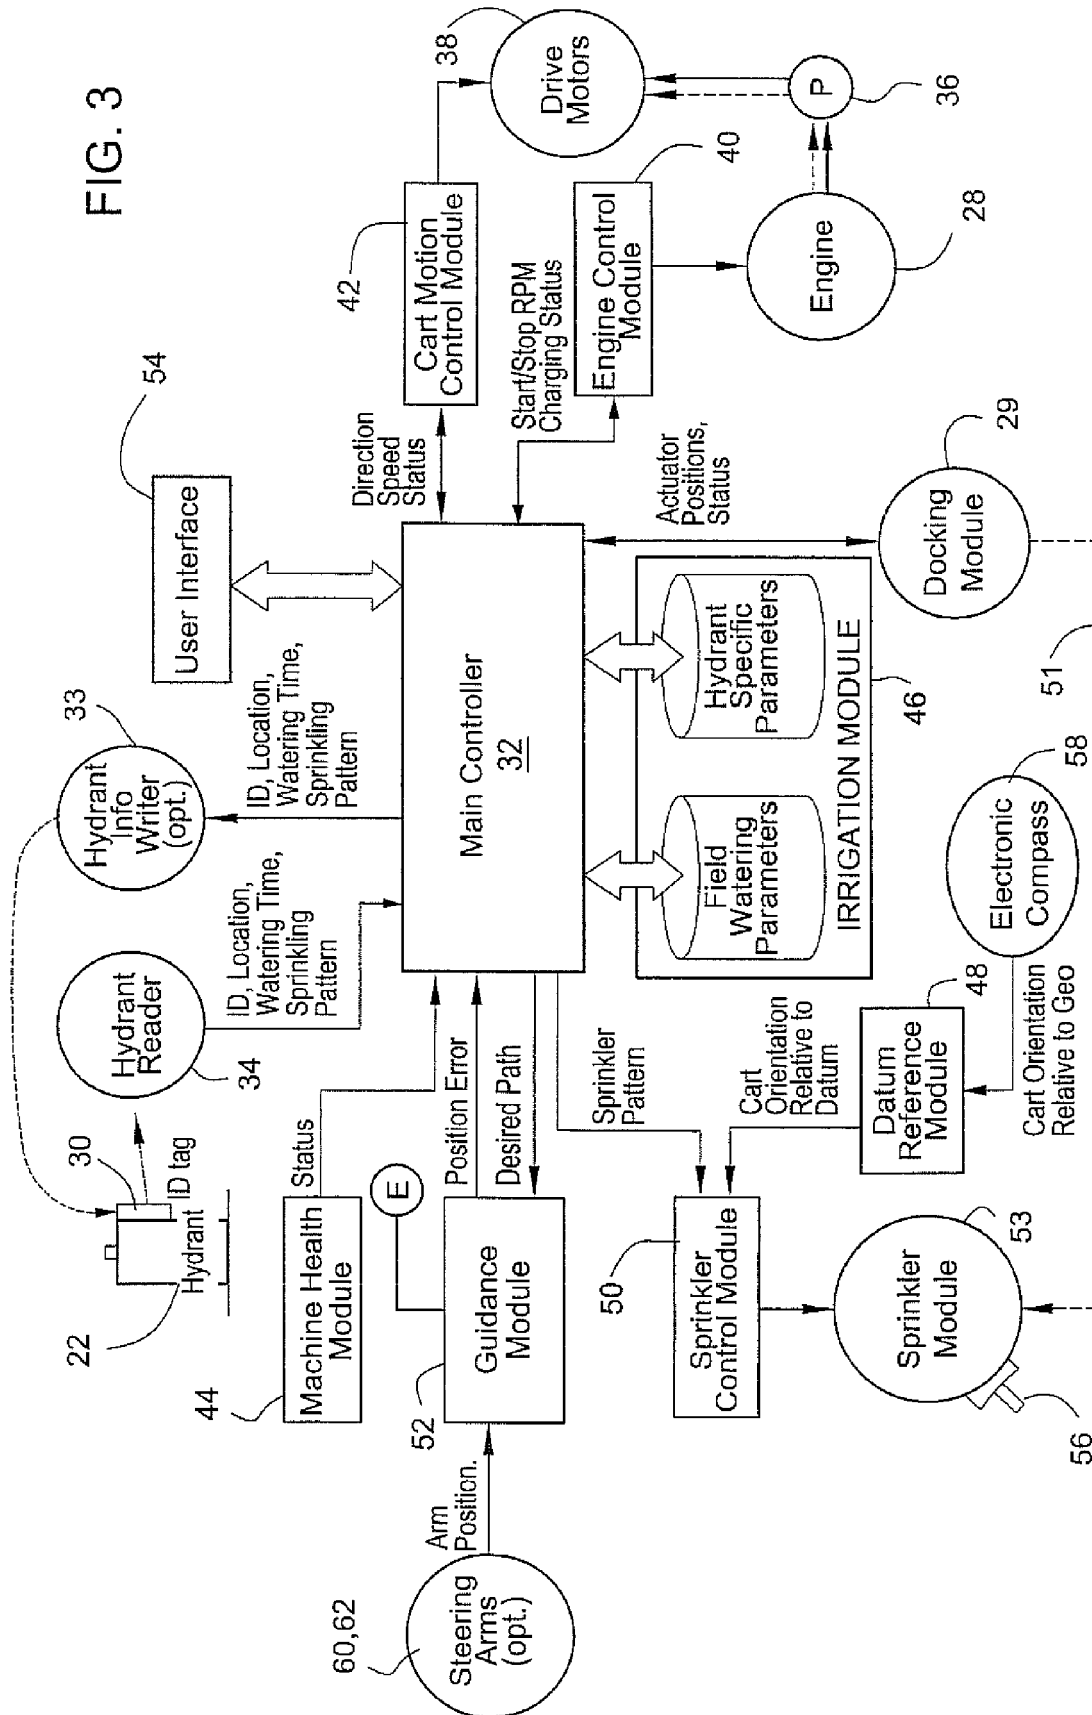 FIG. 3
54
User Interface
33
Hydrant
Info
Writer
(opt.)
ID, Location,
Watering Time,
Sprinkling
Pattern
Hydrant
Reader
34
ID, Location,
Watering Time,
Sprinkling
Pattern
30
ID tag
Hydrant
22
44
Machine Health
Module
Status
E
Position Error
Desired Path
52
Guidance
Module
Arm
Position.
60,62
Steering
Arms
(opt.)
Main Controller
32
Direction
Speed
Status
42
Cart Motion
Control Module
38
Drive
Motors
P
36
Start/Stop RPM
Charging Status
40
Engine Control
Module
Engine
28
Actuator
Positions,
Status
29
Docking
Module
51
Hydrant
Specific
Parameters
Field
Watering
Parameters
IRRIGATION MODULE
46
58
Electronic
Compass
Cart Orientation
Relative to Geo
48
Datum
Reference
Module
Cart
Orientation
Relative to
Datum
Sprinkler
Pattern
50
Sprinkler
Control Module
53
Sprinkler
Module
56